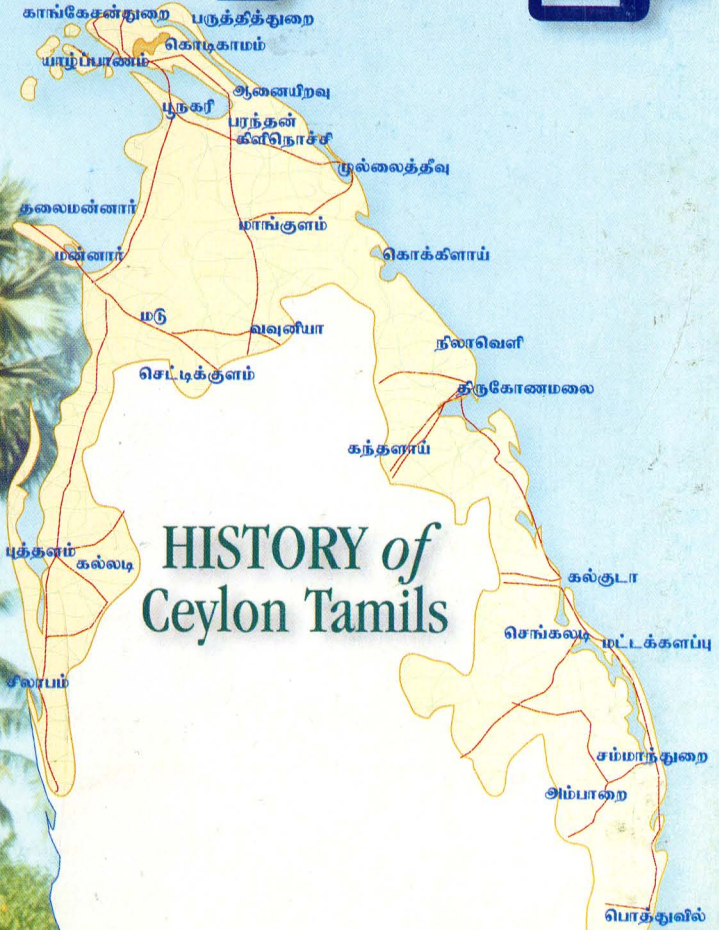 காங்கேசன்துறை
பருத்தித்துறை
கொடிகாமம்
யாழ்ப்பாணம்
ஆனையிறவு
பூநகரி
பரந்தன்
கிளிநொச்சி
முல்லைத்தீவு
தலைமன்னார்
மாங்குளம்
மன்னார்
கொக்கிளாய்
மடு
வவுனியா
நிலாவெளி
செட்டிக்குளம்
திருகோணமலை
கந்தளாய்
HISTORY of
Ceylon Tamils
புத்தளம்
கல்லடி
கல்குடா
செங்கலடி
மட்டக்களப்பு
சிலாபம்
சம்மாந்துறை
அம்பாறை
பொத்துவில்